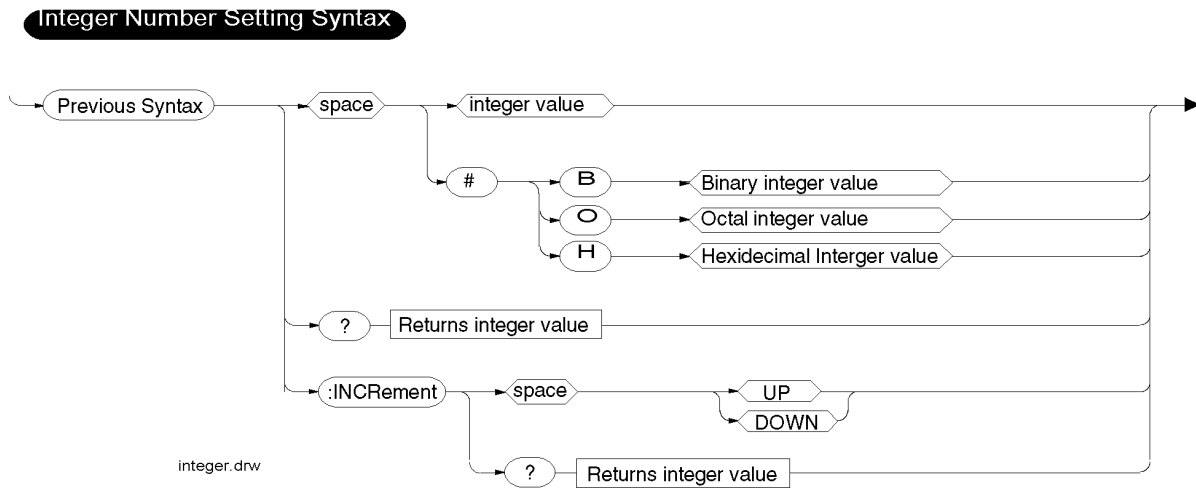 Integer Number Setting Syntax
Previous Syntax
space
integer value
#
B
Binary integer value
O
Octal integer value
H
Hexidecimal Interger value
?
Returns integer value
:INCRement
space
UP
DOWN
?
Returns integer value
integer.drw